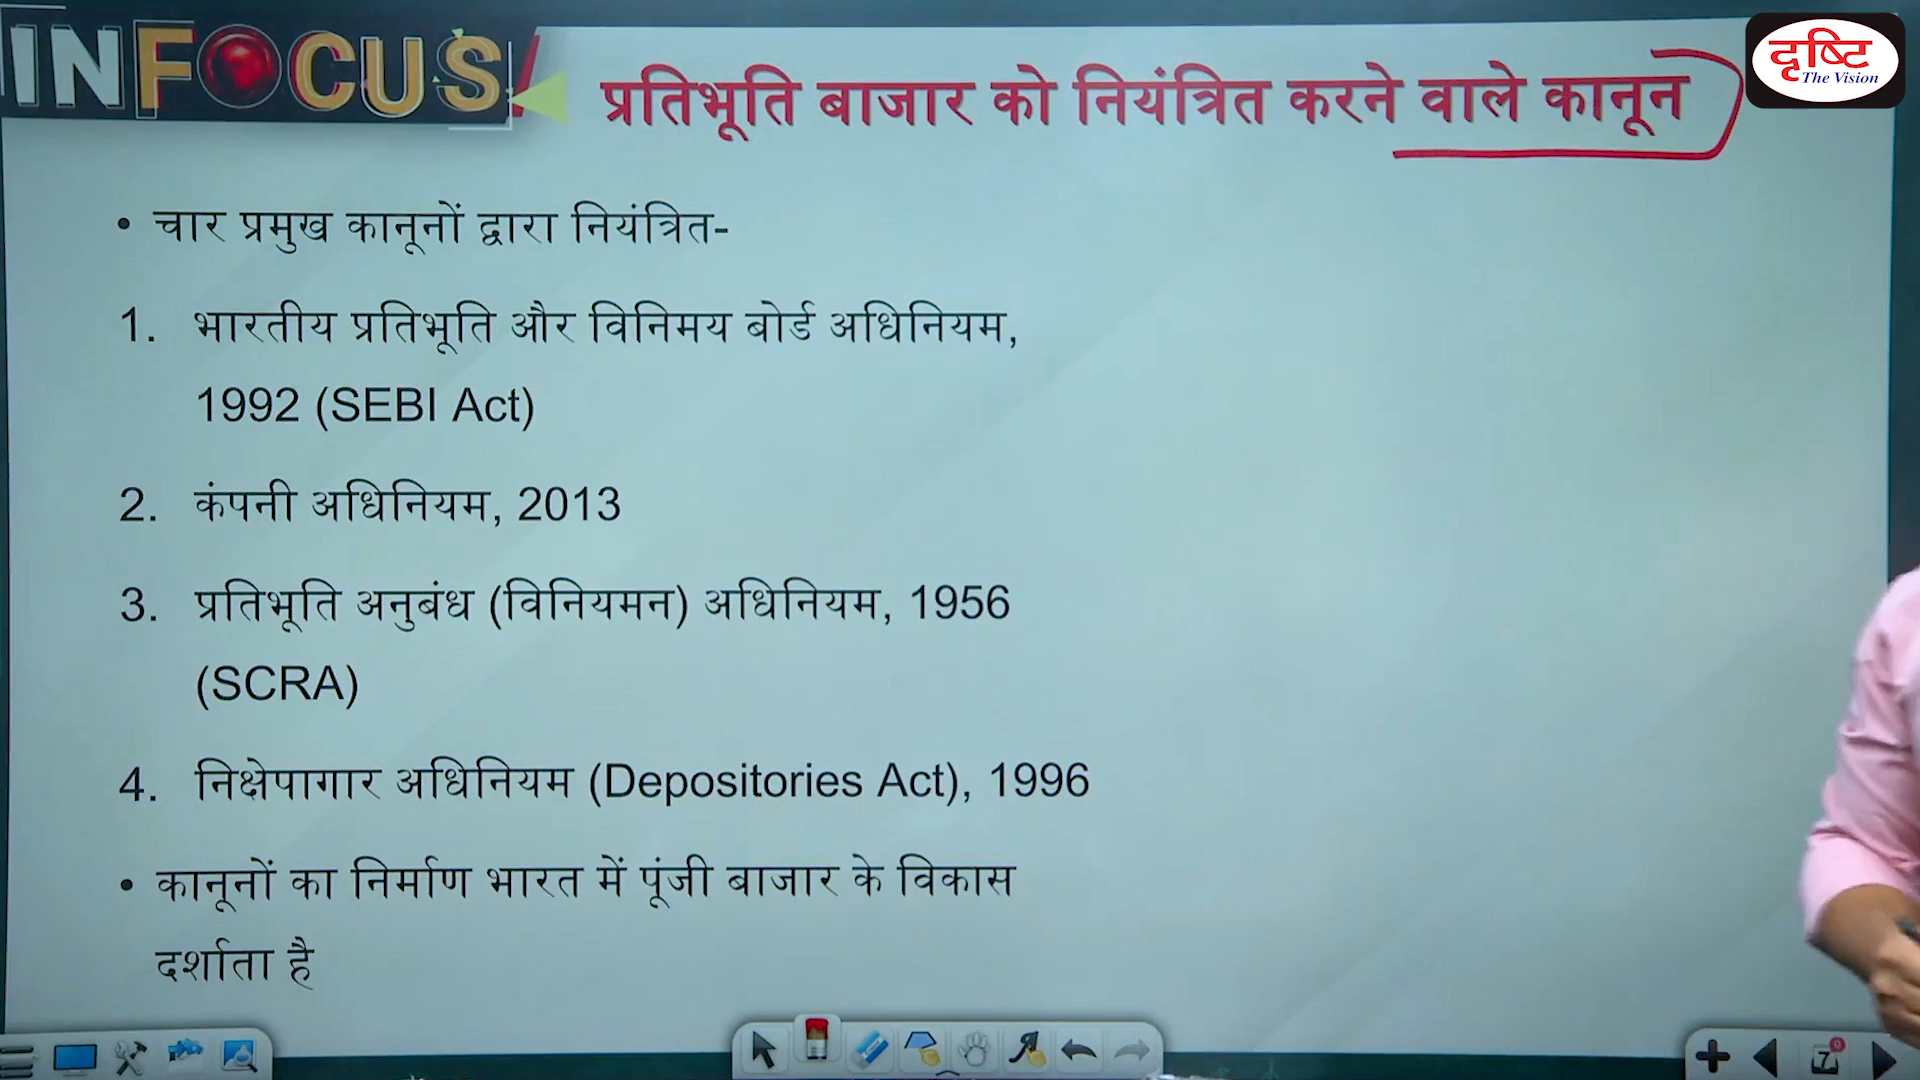 INFOCUS
प्रतिभूति बाजार को नियंत्रित करने वाले कानून
दृष्टि
The Vision
• चार प्रमुख कानूनों द्वारा नियंत्रित-
1. भारतीय प्रतिभूति और विनिमय बोर्ड अधिनियम,
1992 (SEBI Act)
2. कंपनी अधिनियम, 2013
3. प्रतिभूति अनुबंध (विनियमन) अधिनियम, 1956
(SCRA)
4. निक्षेपागार अधिनियम (Depositories Act), 1996
• कानूनों का निर्माण भारत में पूंजी बाजार के विकास
दर्शाता है
7